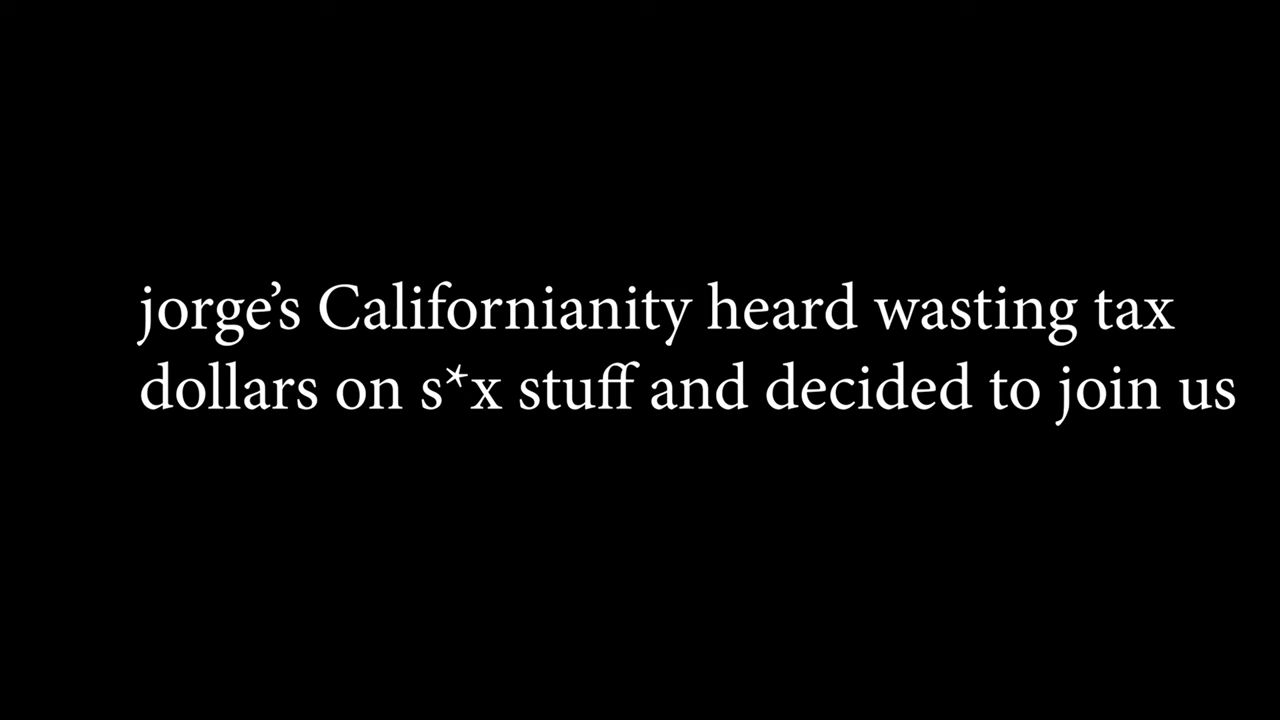 jorge’s Californianity heard wasting tax
dollars on s*x stuff and decided to join us